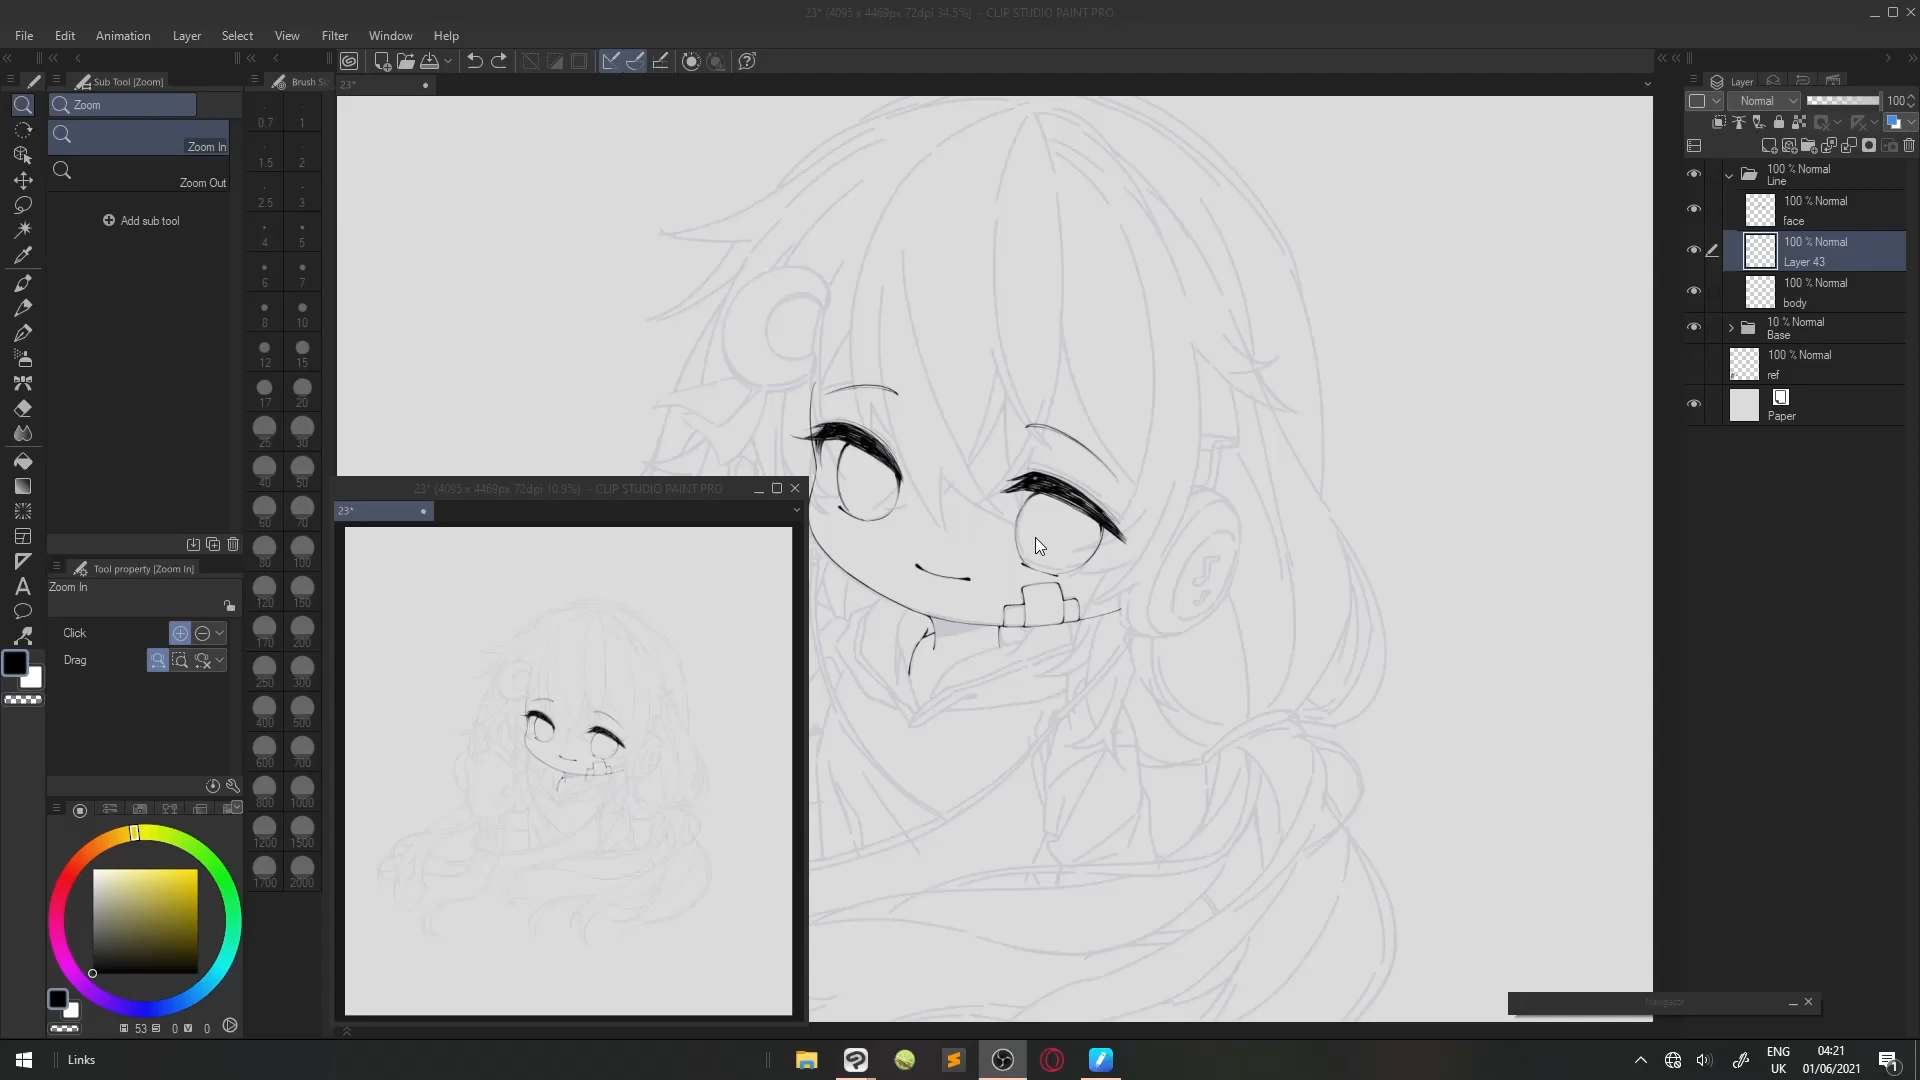 23* (4095 x 4469px 72dpi 34.5%) - CLIP STUDIO PAINT PRO
File Edit Animation Layer Select View Filter Window Help
Sub Tool [Zoom]
Brush S
23*
Layer
Zoom
Normal
100
Zoom In
Zoom Out
Add sub tool
0.7 1
1.5 2
2.5 3
4 5
6 7
8 10
12 15
17 20
25 30
40 50
60 70
80 100
120 150
170 200
250 300
400 500
600 700
800 1000
1200 1500
1700 2000
100 % Normal
Line
100 % Normal
face
100 % Normal
Layer 43
100 % Normal
body
10 % Normal
Base
100 % Normal
ref
Paper
23* (4095 x 4469px 72dpi 10.9%) - CLIP STUDIO PAINT PRO
23*
Tool property [Zoom In]
Zoom In
Click
Drag
H 53 S 0 V 0
Navigator
Links
ENG
UK
04:21
01/06/2021
1